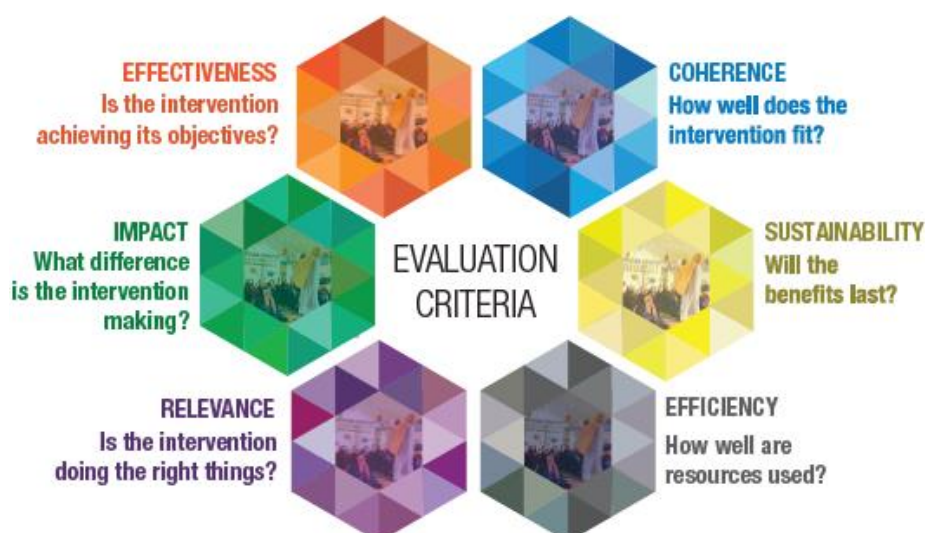 EFFECTIVENESS
Is the intervention
achieving its objectives?
COHERENCE
How well does the
intervention fit?
IMPACT
What difference
is the intervention
making?
EVALUATION
CRITERIA
SUSTAINABILITY
Will the
benefits last?
RELEVANCE
Is the intervention
doing the right things?
EFFICIENCY
How well are
resources used?